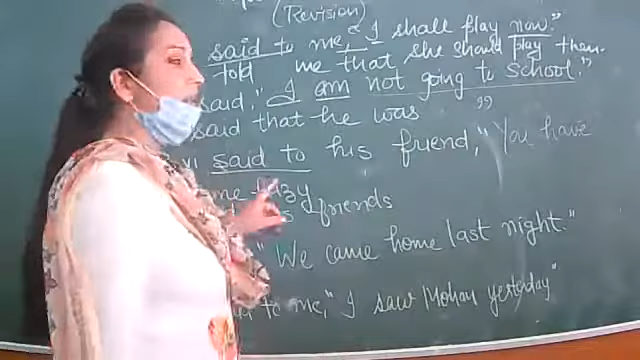 (Revision)
said to me, "I shall play now."
told me that she should play then.
said, "I am not going to school."
said that he was "
said to his friend, "You have
friends
" We came home last night."
to me," I saw Mohan yesterday"